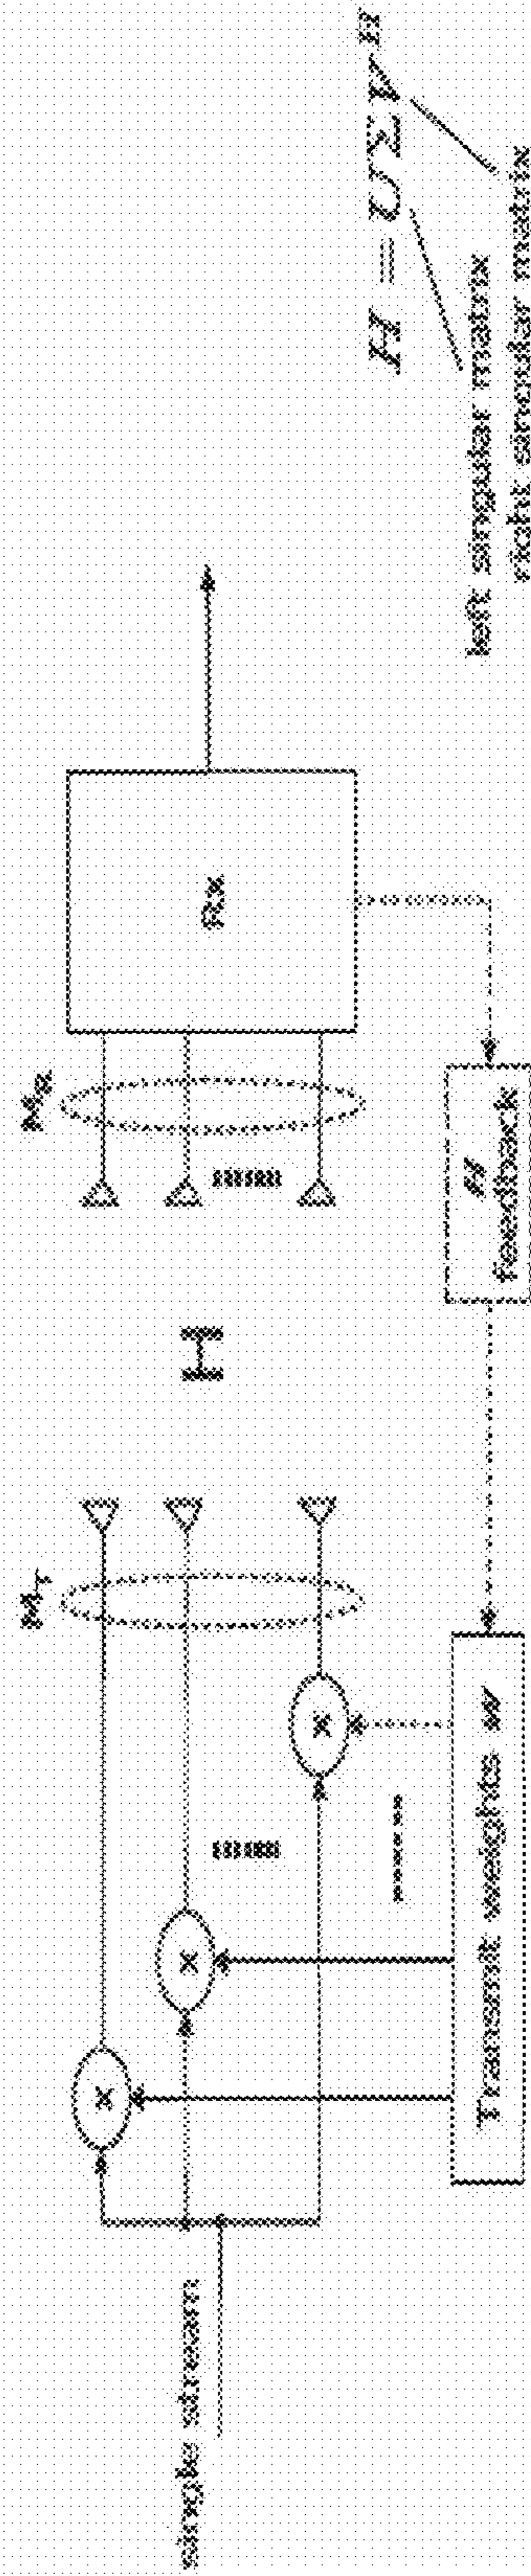 single stream
x
x
x
M_T
H
M_R
Rx
Transmit weights w
H
feedback
H = UΣV^H
left singular matrix
right singular matrix